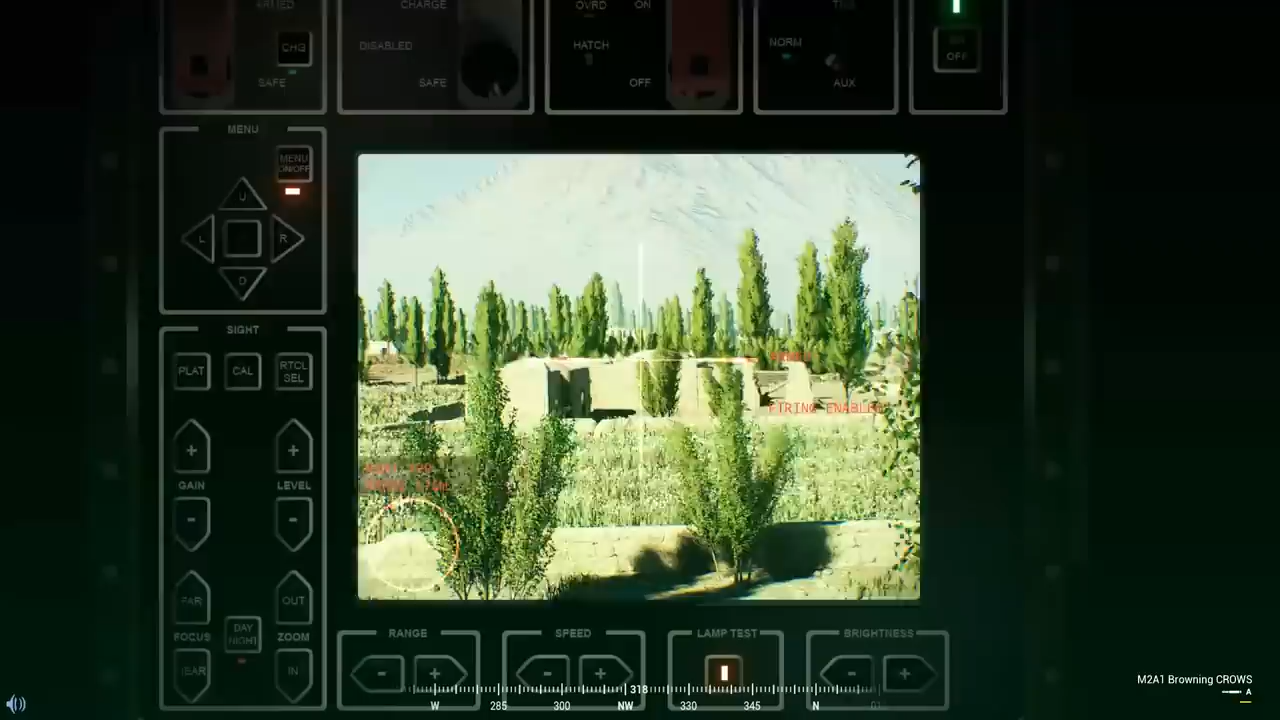 ARMED
CHG
SAFE
CHARGE
DISABLED
SAFE
OVRD ON
HATCH
OFF
NORM
AUX
OFF
MENU
MENU
ON/OFF
U
L R
D
SIGHT
PLAT CAL RTCL
SEL
+ +
GAIN LEVEL
- -
FAR OUT
DAY
NIGHT
FOCUS ZOOM
NEAR IN
FIRING ENABLED
RANGE SPEED LAMP TEST BRIGHTNESS
- + - + - +
318
W 285 300 NW 330 345 N
M2A1 Browning CROWS
A